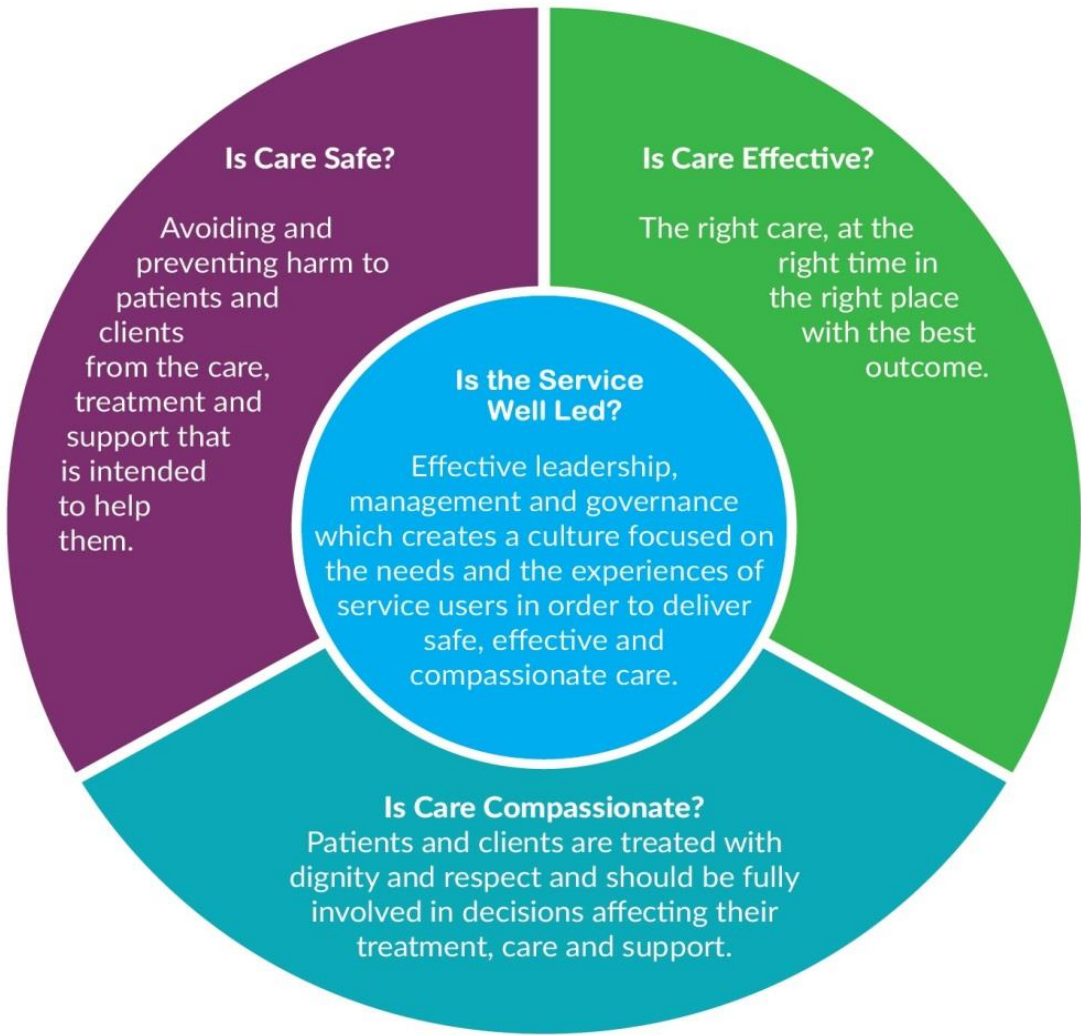 Is Care Safe?
Avoiding and
preventing harm to
patients and
clients
from the care,
treatment and
support that
is intended
to help
them.
Is Care Effective?
The right care, at the
right time in
the right place
with the best
outcome.
Is the Service
Well Led?
Effective leadership,
management and governance
which creates a culture focused on
the needs and the experiences of
service users in order to deliver
safe, effective and
compassionate care.
Is Care Compassionate?
Patients and clients are treated with
dignity and respect and should be fully
involved in decisions affecting their
treatment, care and support.